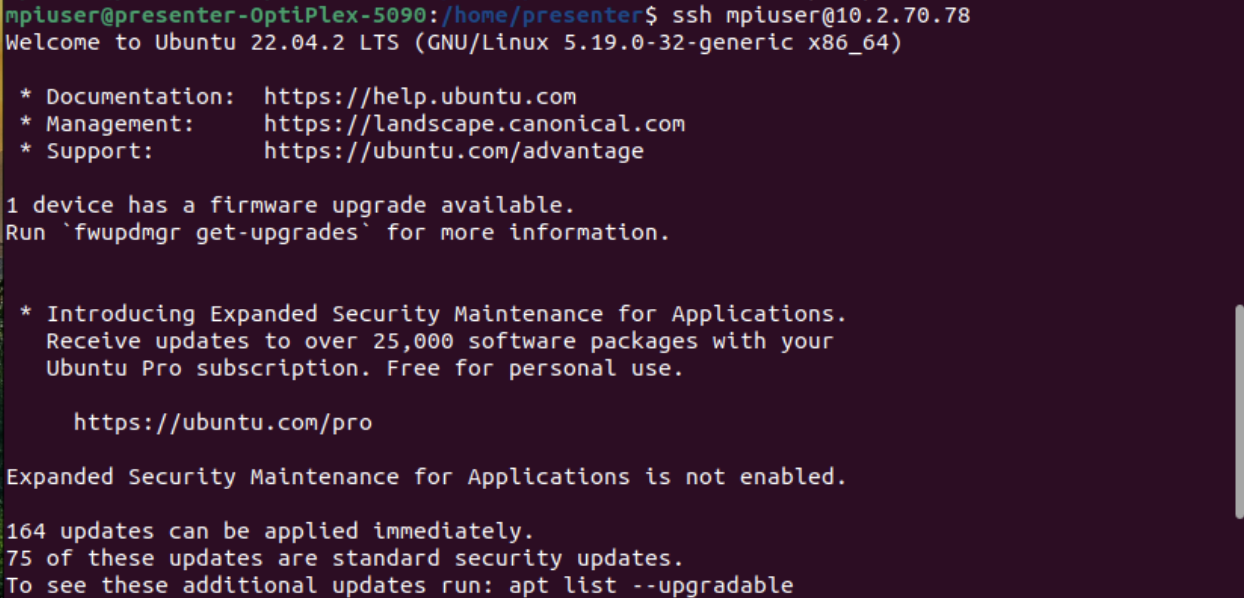 mpiuser@presenter-OptiPlex-5090:/home/presenter$ ssh mpiuser@10.2.70.78
Welcome to Ubuntu 22.04.2 LTS (GNU/Linux 5.19.0-32-generic x86_64)
* Documentation:  https://help.ubuntu.com
* Management:     https://landscape.canonical.com
* Support:        https://ubuntu.com/advantage
1 device has a firmware upgrade available.
Run `fwupdmgr get-upgrades` for more information.
* Introducing Expanded Security Maintenance for Applications.
Receive updates to over 25,000 software packages with your
Ubuntu Pro subscription. Free for personal use.
https://ubuntu.com/pro
Expanded Security Maintenance for Applications is not enabled.
164 updates can be applied immediately.
75 of these updates are standard security updates.
To see these additional updates run: apt list --upgradable